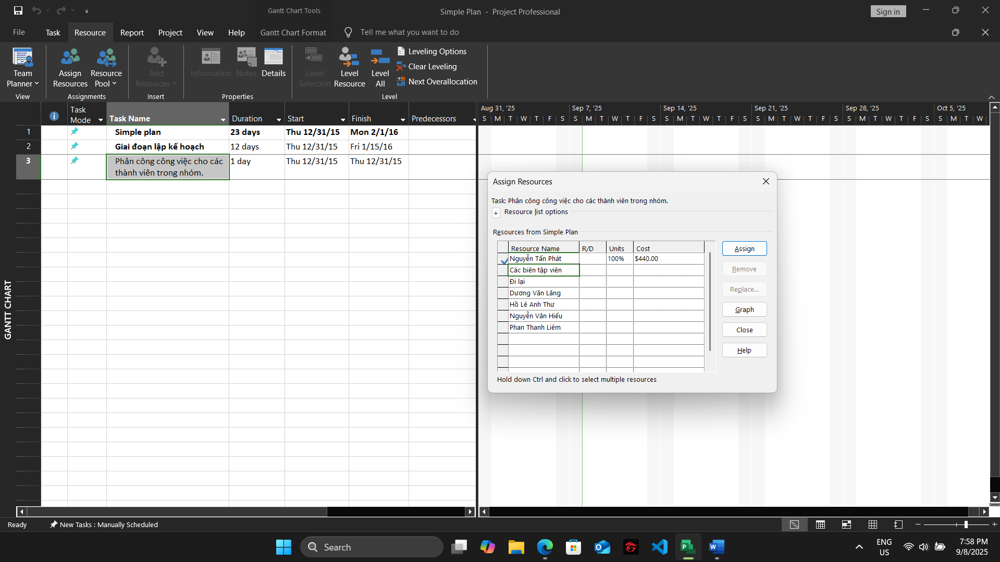 Gantt Chart Tools
Simple Plan - Project Professional
Sign in
File Task Resource Report Project View Help Gantt Chart Format Tell me what you want to do
Team Planner
View
Assign Resources
Resource Pool
Assignments
Add Resources
Insert
Information Notes Details
Properties
Level Selection
Level Resource
Level All
Leveling Options
Clear Leveling
Next Overallocation
Level
Task Mode Task Name Duration Start Finish Predecessors
1 Simple plan 23 days Thu 12/31/15 Mon 2/1/16
2 Giai đoạn lập kế hoạch 12 days Thu 12/31/15 Fri 1/15/16
3 Phân công công việc cho các thành viên trong nhóm. 1 day Thu 12/31/15 Thu 12/31/15
GANTT CHART
Aug 31, '25 Sep 7, '25 Sep 14, '25 Sep 21, '25 Sep 28, '25 Oct 5, '25
S M T W T F S S M T W T F S S M T W T F S S M T W T F S S M T W T F S S M T W
Assign Resources
Task: Phân công công việc cho các thành viên trong nhóm.
+ Resource list options
Resources from Simple Plan
Resource Name R/D Units Cost
Nguyễn Tấn Phát 100% $440.00
Các biên tập viên
Đi lại
Dương Văn Lăng
Hồ Lê Anh Thư
Nguyễn Văn Hiếu
Phan Thanh Liêm
Assign
Remove
Replace...
Graph
Close
Help
Hold down Ctrl and click to select multiple resources
Ready New Tasks : Manually Scheduled
Search
ENG
US
7:58 PM
9/8/2025